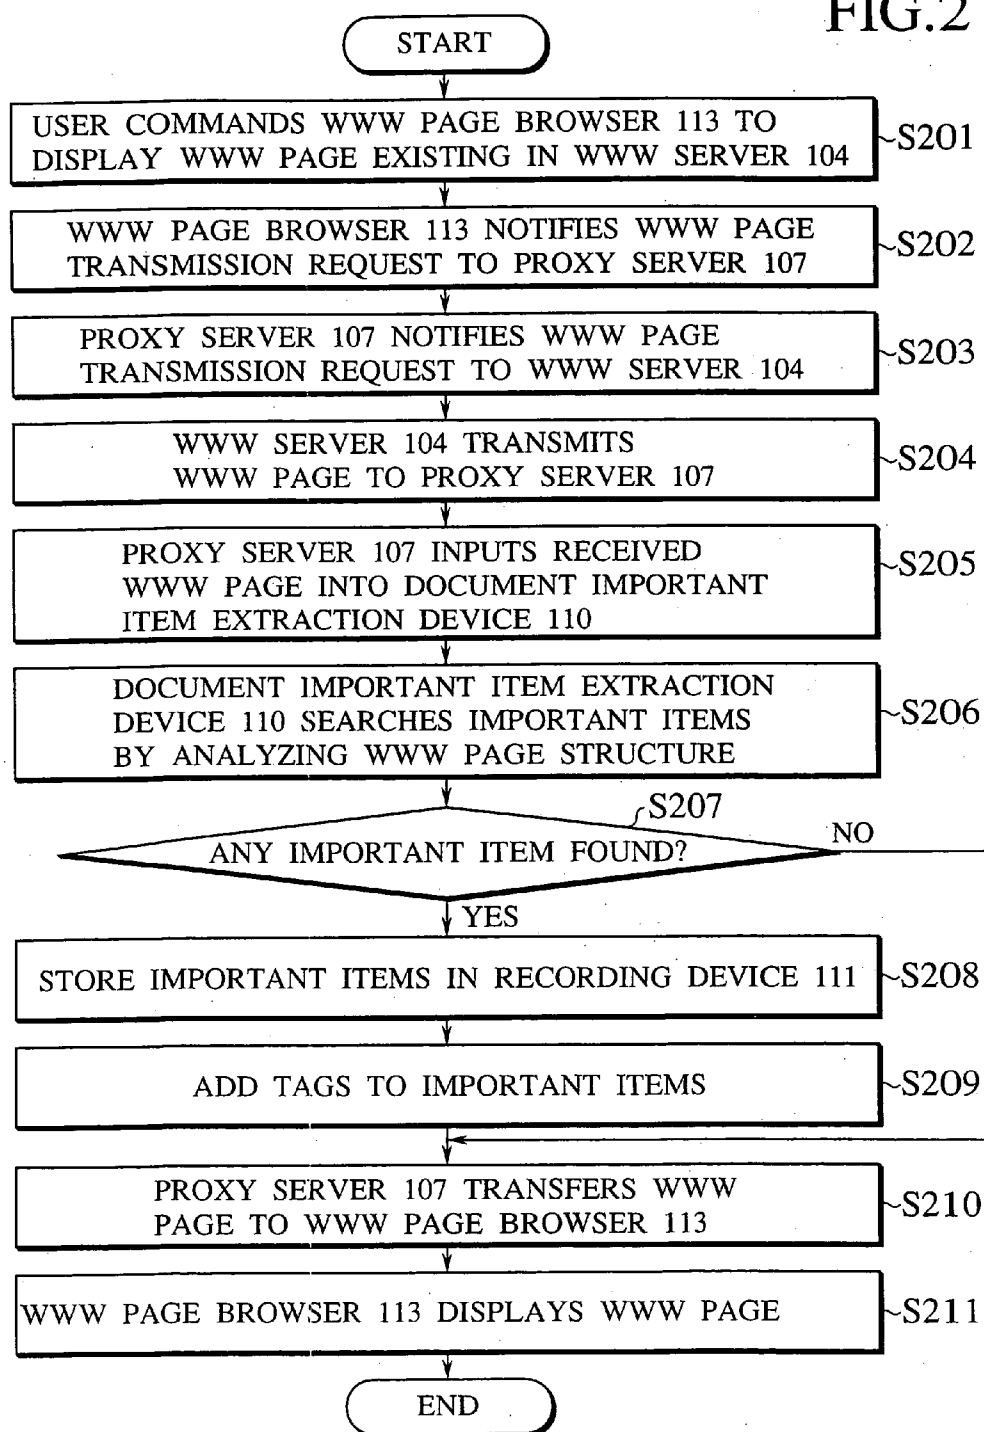 FIG.2
START
USER COMMANDS WWW PAGE BROWSER 113 TO
DISPLAY WWW PAGE EXISTING IN WWW SERVER 104
S201
WWW PAGE BROWSER 113 NOTIFIES WWW PAGE
TRANSMISSION REQUEST TO PROXY SERVER 107
S202
PROXY SERVER 107 NOTIFIES WWW PAGE
TRANSMISSION REQUEST TO WWW SERVER 104
S203
WWW SERVER 104 TRANSMITS
WWW PAGE TO PROXY SERVER 107
S204
PROXY SERVER 107 INPUTS RECEIVED
WWW PAGE INTO DOCUMENT IMPORTANT
ITEM EXTRACTION DEVICE 110
S205
DOCUMENT IMPORTANT ITEM EXTRACTION
DEVICE 110 SEARCHES IMPORTANT ITEMS
BY ANALYZING WWW PAGE STRUCTURE
S206
S207
ANY IMPORTANT ITEM FOUND?
NO
YES
STORE IMPORTANT ITEMS IN RECORDING DEVICE 111
S208
ADD TAGS TO IMPORTANT ITEMS
S209
PROXY SERVER 107 TRANSFERS WWW
PAGE TO WWW PAGE BROWSER 113
S210
WWW PAGE BROWSER 113 DISPLAYS WWW PAGE
S211
END